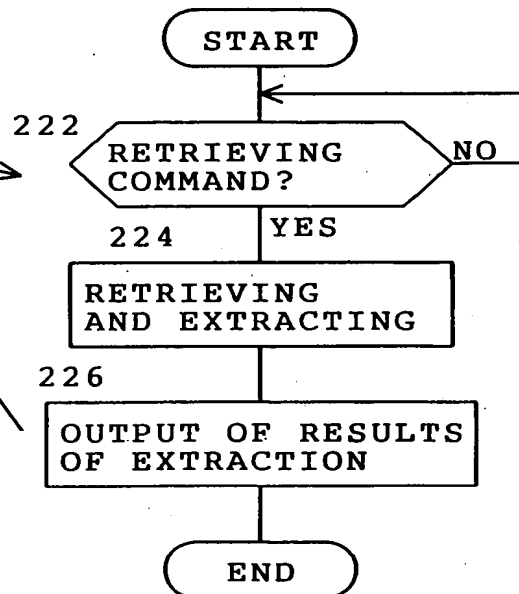 START
222
RETRIEVING
COMMAND?
NO
YES
224
RETRIEVING
AND EXTRACTING
226
OUTPUT OF RESULTS
OF EXTRACTION
END